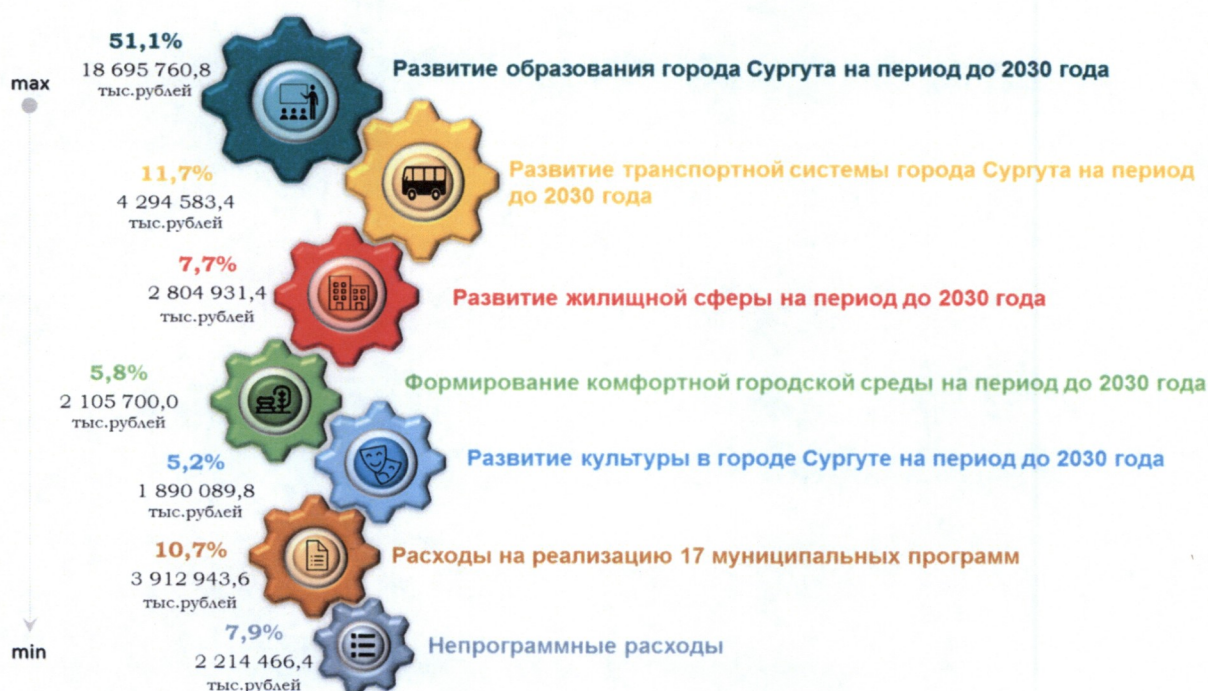 51,1%
18 695 760,8
тыс.рублей
Развитие образования города Сургута на период до 2030 года
max
11,7%
4 294 583,4
тыс.рублей
Развитие транспортной системы города Сургута на период
до 2030 года
7,7%
2 804 931,4
тыс.рублей
Развитие жилищной сферы на период до 2030 года
5,8%
2 105 700,0
тыс.рублей
Формирование комфортной городской среды на период до 2030 года
5,2%
1 890 089,8
тыс.рублей
Развитие культуры в городе Сургуте на период до 2030 года
10,7%
3 912 943,6
тыс.рублей
Расходы на реализацию 17 муниципальных программ
7,9%
2 214 466,4
тыс.рублей
Непрограммные расходы
min